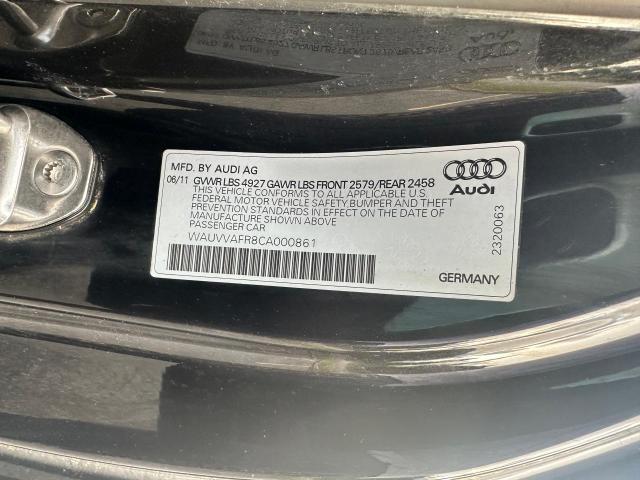 MFD. BY AUDI AG
06/11 GVWR LBS 4927 GAWR LBS FRONT 2579/REAR 2458
THIS VEHICLE CONFORMS TO ALL APPLICABLE U.S.
FEDERAL MOTOR VEHICLE SAFETY,BUMPER AND THEFT
PREVENTION STANDARDS IN EFFECT ON THE DATE OF
MANUFACTURE SHOWN ABOVE
PASSENGER CAR
WAUVVAFR8CA000861
Audi
2320063
GERMANY